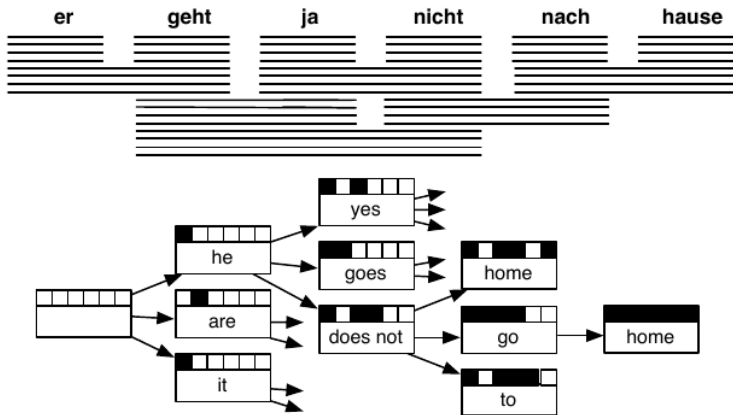 er geht ja nicht nach hause
yes
he
goes home
are does not go home
it to